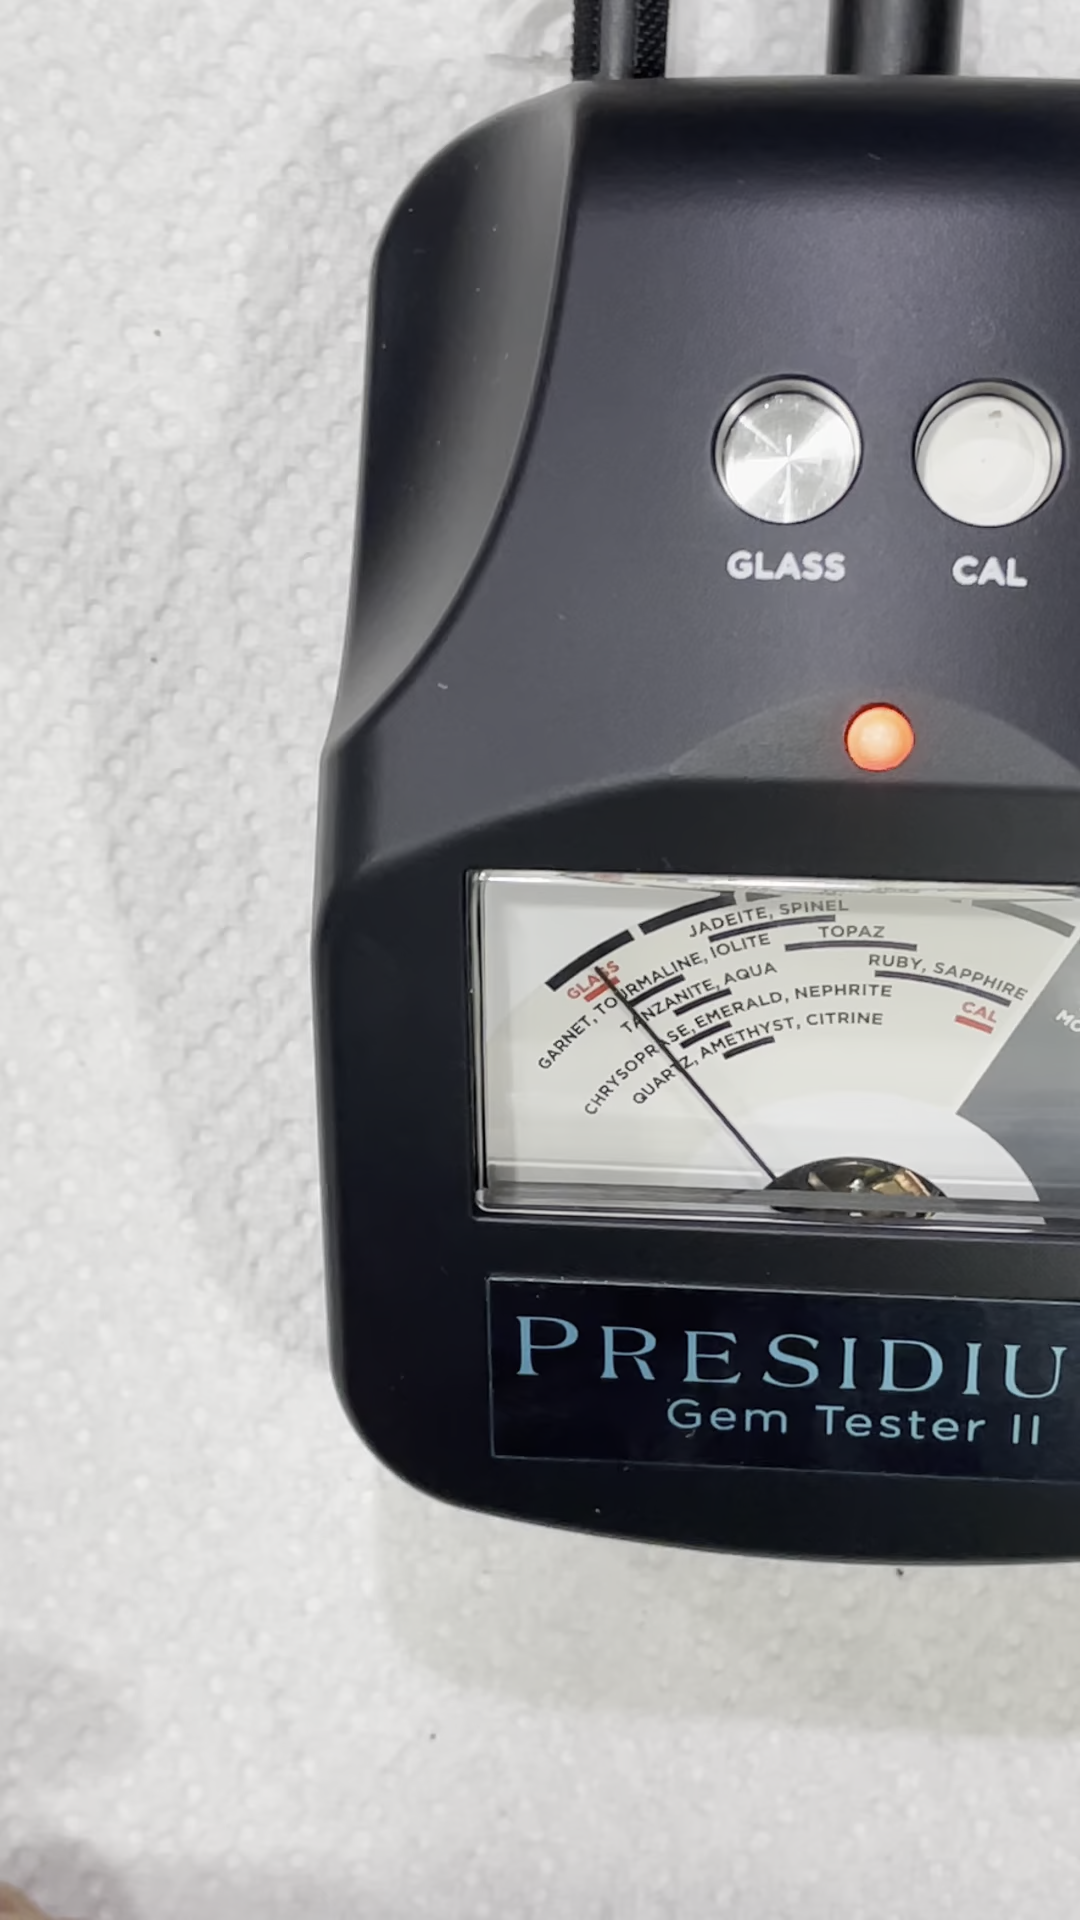 GLASS
CAL
JADEITE, SPINEL
TOPAZ
GLASS
GARNET, TOURMALINE, IOLITE
RUBY, SAPPHIRE
TANZANITE, AQUA
CAL
CHRYSOPRASE, EMERALD, NEPHRITE
QUARTZ, AMETHYST, CITRINE
MO
PRESIDIU
Gem Tester II